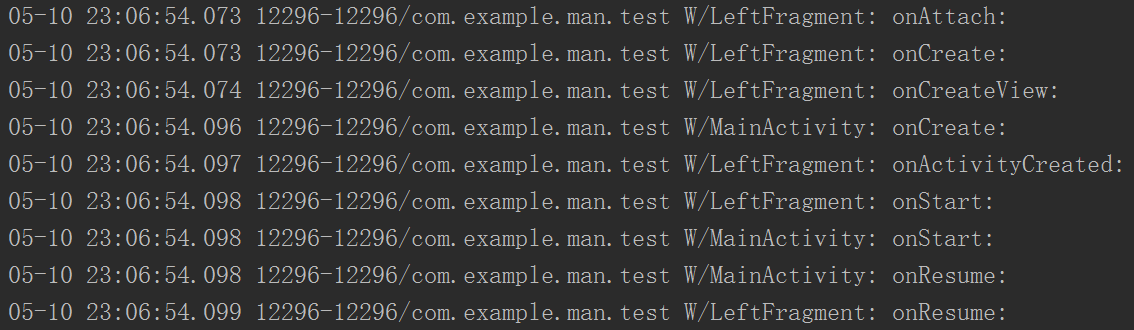 05-10 23:06:54.073 12296-12296/com.example.man.test W/LeftFragment: onAttach:
05-10 23:06:54.073 12296-12296/com.example.man.test W/LeftFragment: onCreate:
05-10 23:06:54.074 12296-12296/com.example.man.test W/LeftFragment: onCreateView:
05-10 23:06:54.096 12296-12296/com.example.man.test W/MainActivity: onCreate:
05-10 23:06:54.097 12296-12296/com.example.man.test W/LeftFragment: onActivityCreated:
05-10 23:06:54.098 12296-12296/com.example.man.test W/LeftFragment: onStart:
05-10 23:06:54.098 12296-12296/com.example.man.test W/MainActivity: onStart:
05-10 23:06:54.098 12296-12296/com.example.man.test W/MainActivity: onResume:
05-10 23:06:54.099 12296-12296/com.example.man.test W/LeftFragment: onResume: